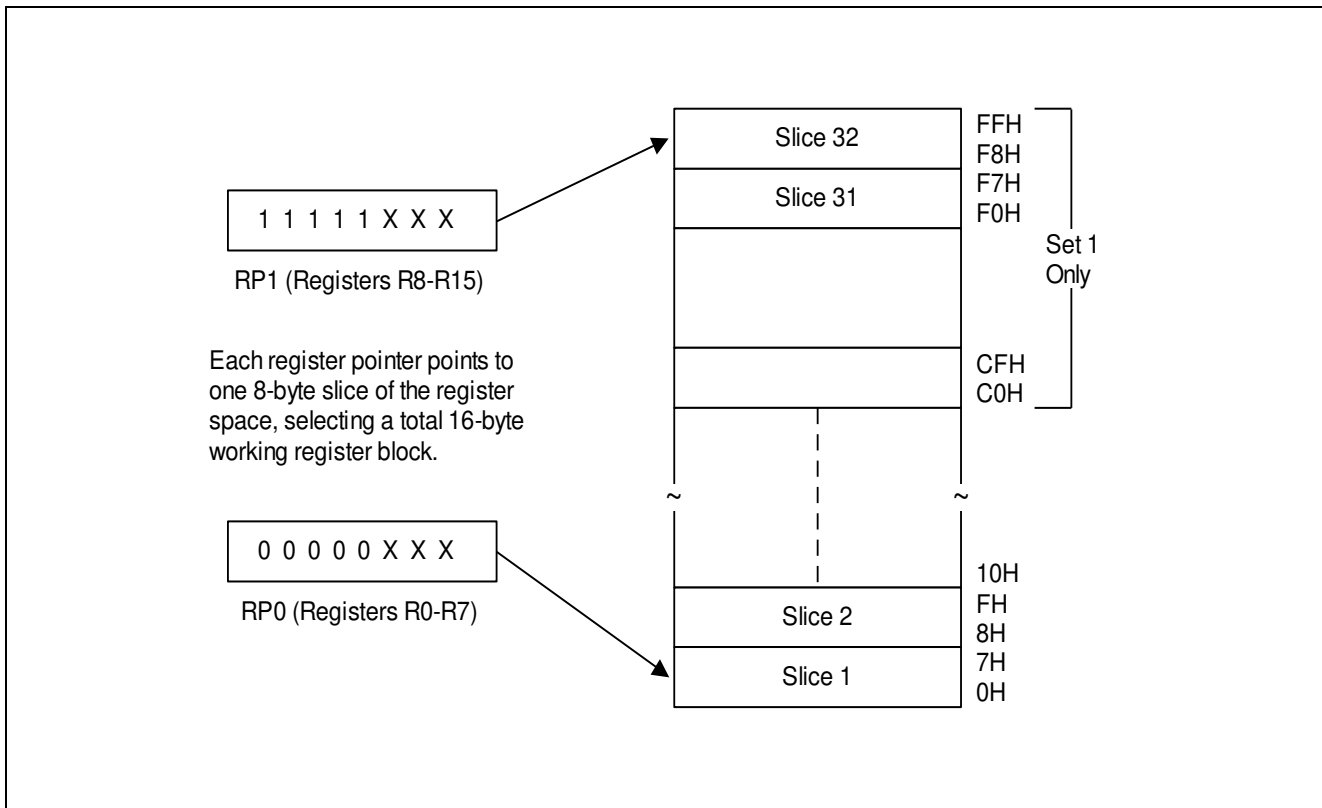 Slice 32
FFH
F8H
Slice 31
F7H
F0H
1 1 1 1 1 X X X
RP1 (Registers R8-R15)
Set 1
Only
Each register pointer points to
one 8-byte slice of the register
space, selecting a total 16-byte
working register block.
CFH
C0H
~ ~
0 0 0 0 0 X X X
RP0 (Registers R0-R7)
10H
Slice 2
FH
8H
Slice 1
7H
0H